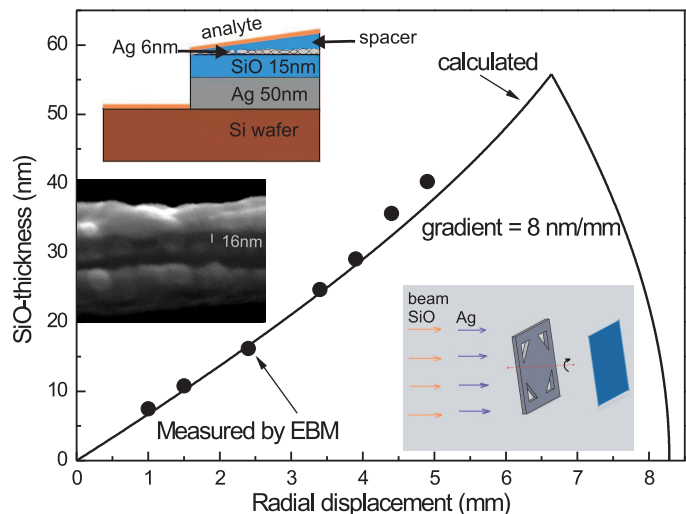 analyte
Ag 6nm
spacer
SiO 15nm
Ag 50nm
Si wafer
calculated
16nm
gradient = 8 nm/mm
beam
SiO Ag
Measured by EBM
60
50
40
30
20
10
0
SiO-thickness (nm)
0 1 2 3 4 5 6 7 8
Radial displacement (mm)